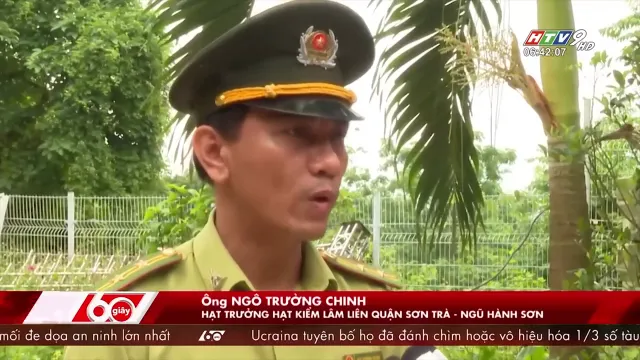 HTV9 HD
06:42:07
Ông NGÔ TRƯỜNG CHINH
HẠT TRƯỞNG HẠT KIỂM LÂM LIÊN QUẬN SƠN TRÀ - NGŨ HÀNH SƠN
60 giây
mối đe dọa an ninh lớn nhất
Ucraina tuyên bố họ đã đánh chìm hoặc vô hiệu hóa 1/3 số tàu